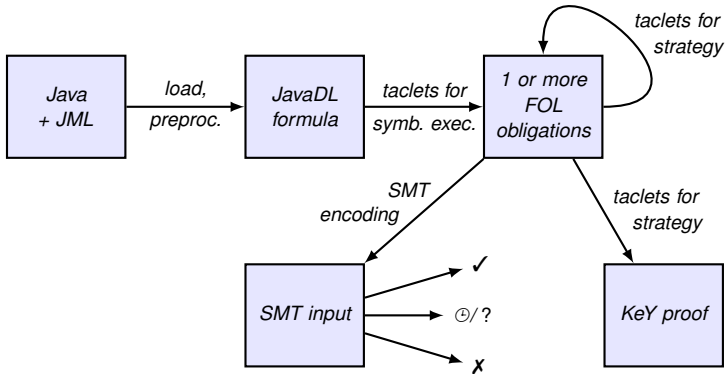 taclets for
strategy
Java
+ JML
load,
preproc.
JavaDL
formula
taclets for
symb. exec.
1 or more
FOL
obligations
SMT
encoding
taclets for
strategy
SMT input
✓
🕒/ ?
✗
KeY proof